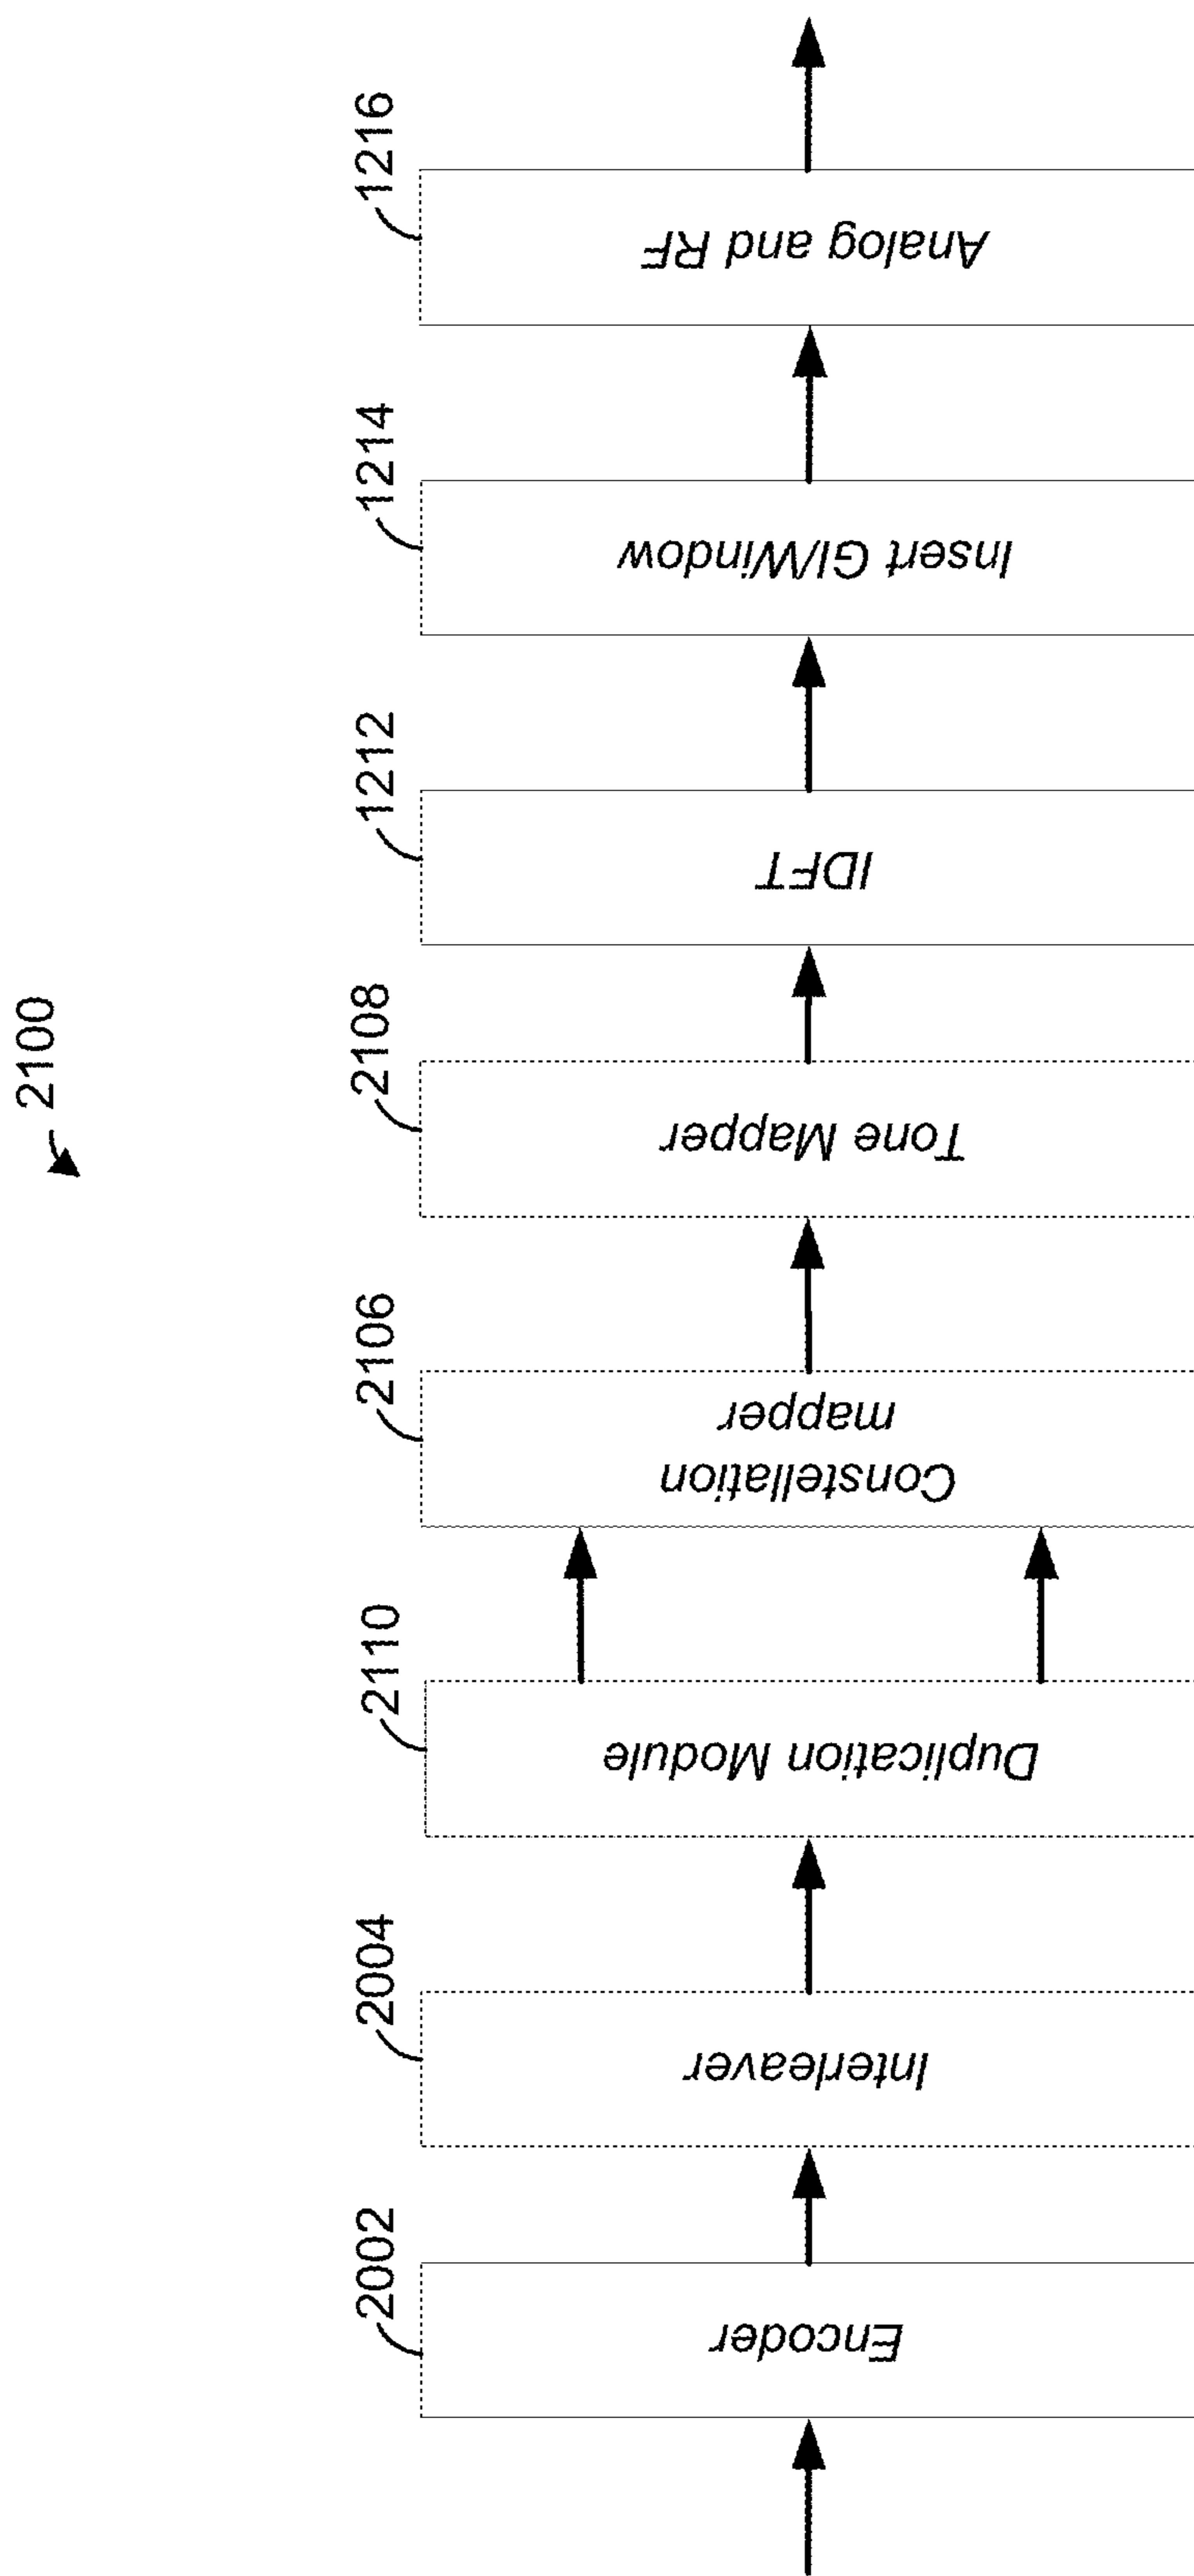 2100
2002
Encoder
2004
Interleaver
2110
Duplication Module
2106
Constellation
mapper
2108
Tone Mapper
1212
IDFT
1214
Insert GI/Window
1216
Analog and RF